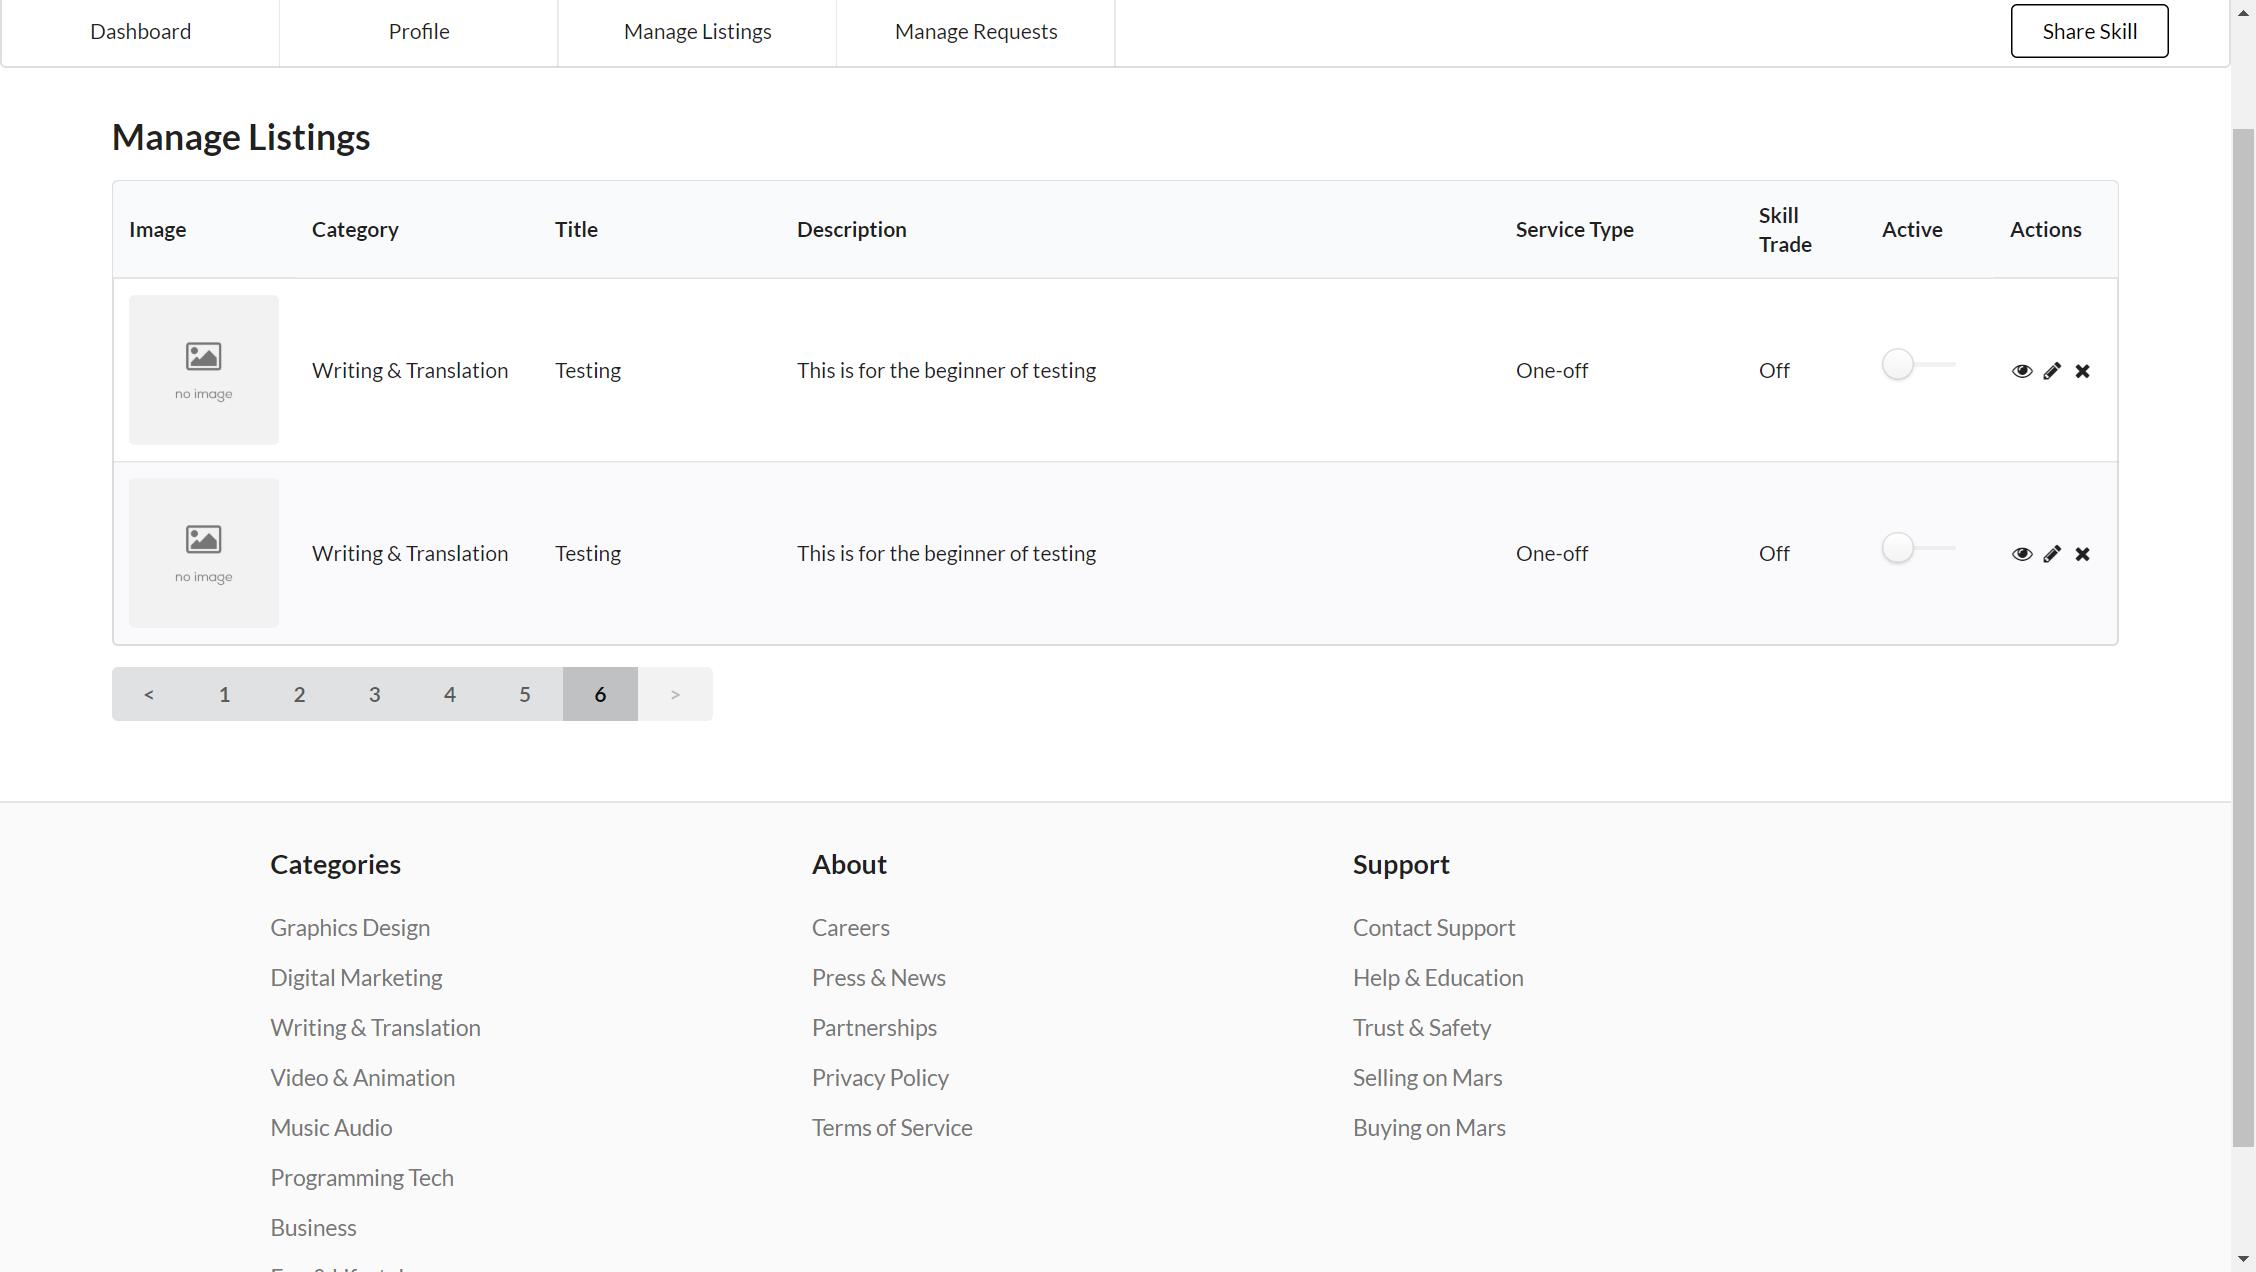 Dashboard Profile Manage Listings Manage Requests Share Skill
Manage Listings
Image Category Title Description Service Type Skill Trade Active Actions
no image Writing & Translation Testing This is for the beginner of testing One-off Off
no image Writing & Translation Testing This is for the beginner of testing One-off Off
< 1 2 3 4 5 6 >
Categories
Graphics Design
Digital Marketing
Writing & Translation
Video & Animation
Music Audio
Programming Tech
Business
About
Careers
Press & News
Partnerships
Privacy Policy
Terms of Service
Support
Contact Support
Help & Education
Trust & Safety
Selling on Mars
Buying on Mars